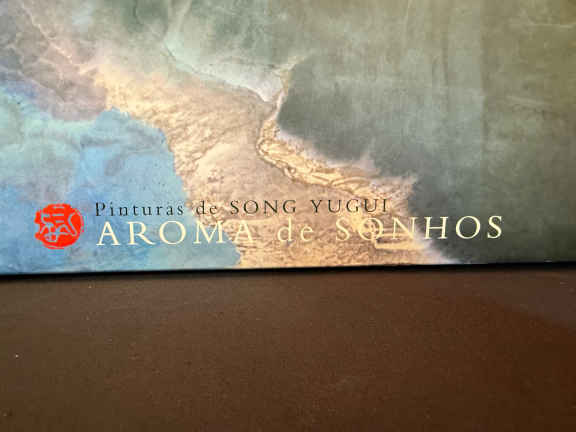 Pinturas de SONG YUGUI
AROMA de SONHOS